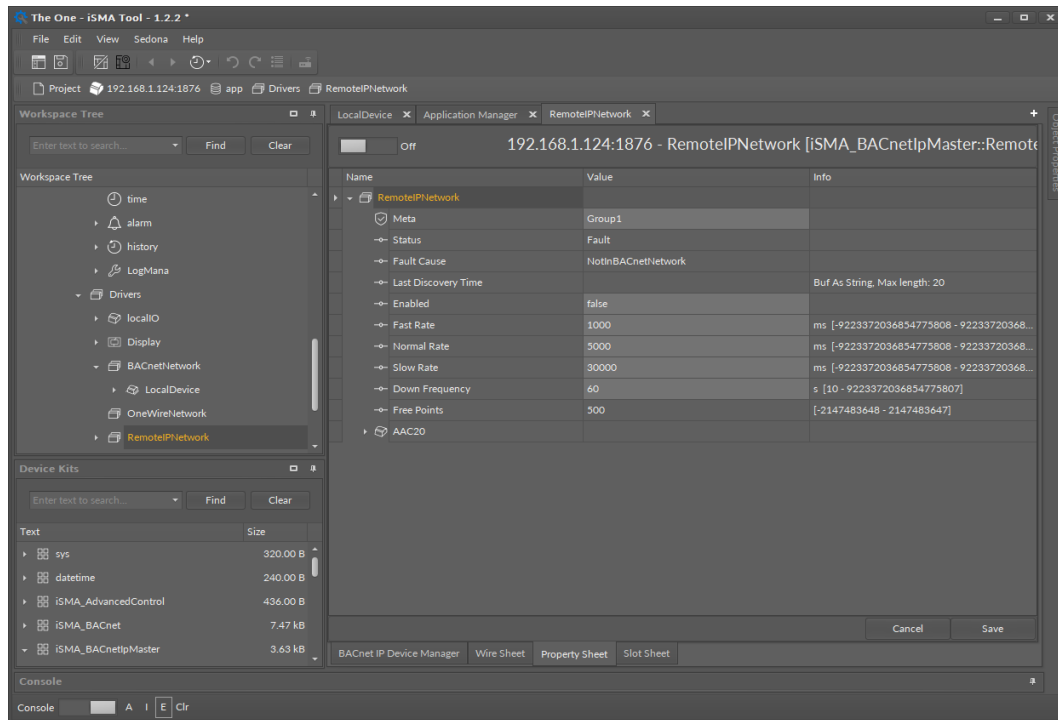 The One - iSMA Tool - 1.2.2 *
File Edit View Sedona Help
Project 192.168.1.124:1876 app Drivers RemoteIPNetwork
Workspace Tree
Enter text to search... Find Clear
Workspace Tree
time
alarm
history
LogMana
Drivers
localIO
Display
BACnetNetwork
LocalDevice
OneWireNetwork
RemoteIPNetwork
Device Kits
Enter text to search... Find Clear
Text Size
sys 320.00 B
datetime 240.00 B
iSMA_AdvancedControl 436.00 B
iSMA_BACnet 7.47 kB
iSMA_BACnetIpMaster 3.63 kB
LocalDevice Application Manager RemoteIPNetwork
Off 192.168.1.124:1876 - RemoteIPNetwork [iSMA_BACnetIpMaster::Remote
Name Value Info
RemoteIPNetwork
Meta Group1
Status Fault
Fault Cause NotInBACnetNetwork
Last Discovery Time Buf As String, Max length: 20
Enabled false
Fast Rate 1000 ms [-9223372036854775808 - 92233720368...
Normal Rate 5000 ms [-9223372036854775808 - 92233720368...
Slow Rate 30000 ms [-9223372036854775808 - 92233720368...
Down Frequency 60 s [10 - 9223372036854775807]
Free Points 500 [-2147483648 - 2147483647]
AAC20
Cancel Save
BACnet IP Device Manager Wire Sheet Property Sheet Slot Sheet
Object Properties
Console
Console A I E Clr